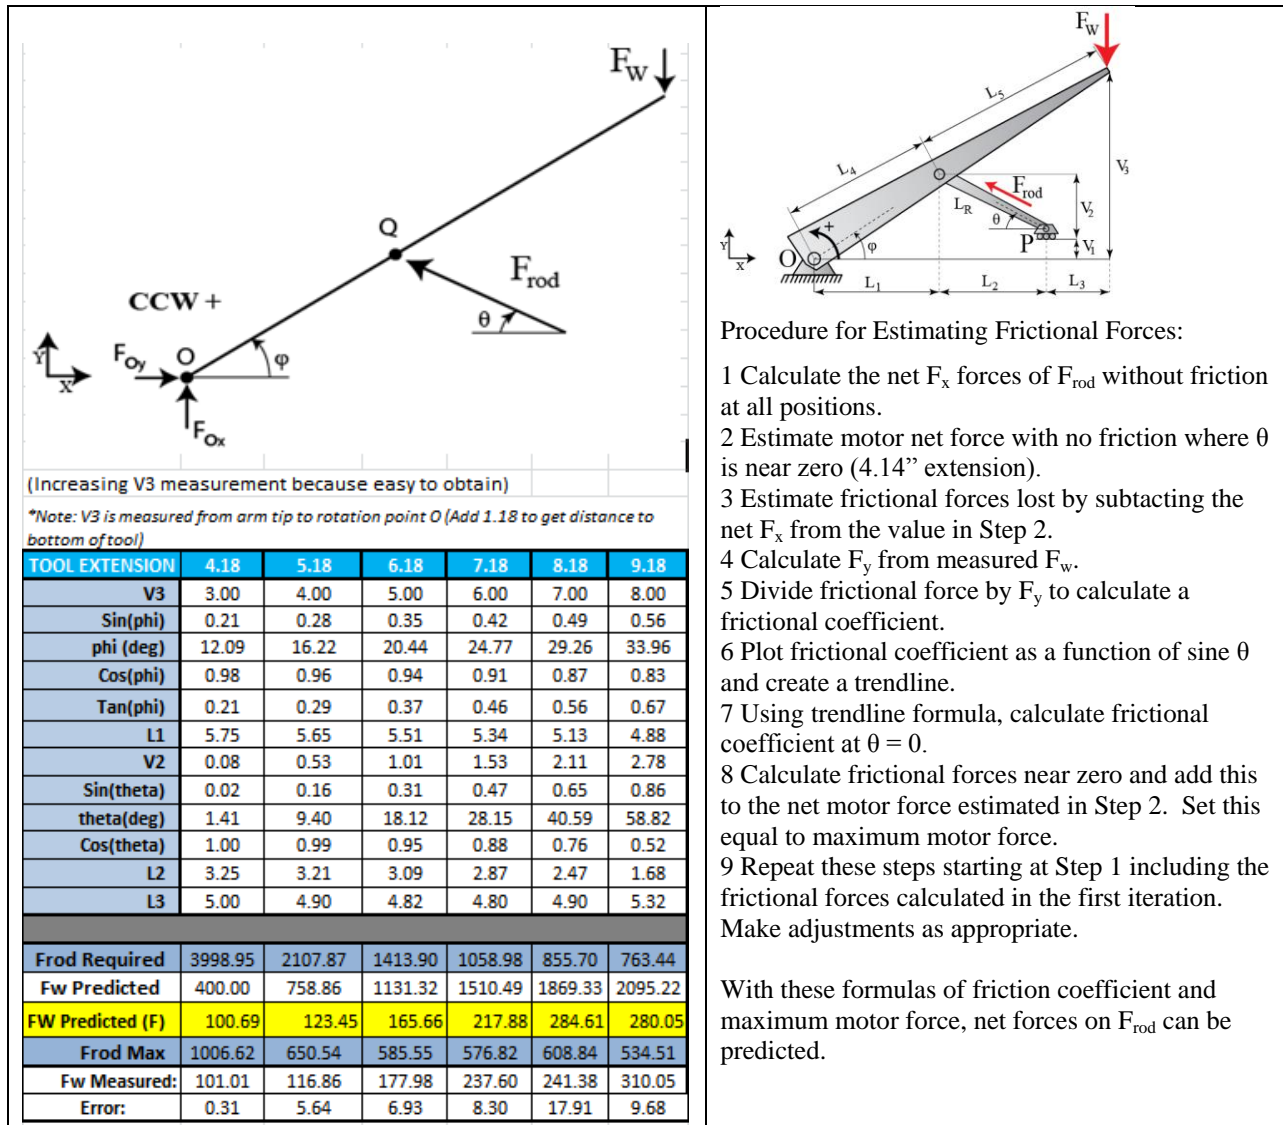 F_W
Q
F_rod
CCW +
θ
Y
X
F_Oy
O
φ
F_Ox
(Increasing V3 measurement because easy to obtain)
*Note: V3 is measured from arm tip to rotation point O (Add 1.18 to get distance to
bottom of tool)
TOOL EXTENSION 4.18 5.18 6.18 7.18 8.18 9.18
V3 3.00 4.00 5.00 6.00 7.00 8.00
Sin(phi) 0.21 0.28 0.35 0.42 0.49 0.56
phi (deg) 12.09 16.22 20.44 24.77 29.26 33.96
Cos(phi) 0.98 0.96 0.94 0.91 0.87 0.83
Tan(phi) 0.21 0.29 0.37 0.46 0.56 0.67
L1 5.75 5.65 5.51 5.34 5.13 4.88
V2 0.08 0.53 1.01 1.53 2.11 2.78
Sin(theta) 0.02 0.16 0.31 0.47 0.65 0.86
theta(deg) 1.41 9.40 18.12 28.15 40.59 58.82
Cos(theta) 1.00 0.99 0.95 0.88 0.76 0.52
L2 3.25 3.21 3.09 2.87 2.47 1.68
L3 5.00 4.90 4.82 4.80 4.90 5.32
Frod Required 3998.95 2107.87 1413.90 1058.98 855.70 763.44
Fw Predicted 400.00 758.86 1131.32 1510.49 1869.33 2095.22
FW Predicted (F) 100.69 123.45 165.66 217.88 284.61 280.05
Frod Max 1006.62 650.54 585.55 576.82 608.84 534.51
Fw Measured: 101.01 116.86 177.98 237.60 241.38 310.05
Error: 0.31 5.64 6.93 8.30 17.91 9.68
F_W
L_5
L_4
V_3
F_rod
L_R
V_2
θ
+
P
V_1
Y
X
O
φ
L_1
L_2
L_3
Procedure for Estimating Frictional Forces:
1 Calculate the net F_x forces of F_rod without friction
at all positions.
2 Estimate motor net force with no friction where θ
is near zero (4.14” extension).
3 Estimate frictional forces lost by subtacting the
net F_x from the value in Step 2.
4 Calculate F_y from measured F_w.
5 Divide frictional force by F_y to calculate a
frictional coefficient.
6 Plot frictional coefficient as a function of sine θ
and create a trendline.
7 Using trendline formula, calculate frictional
coefficient at θ = 0.
8 Calculate frictional forces near zero and add this
to the net motor force estimated in Step 2. Set this
equal to maximum motor force.
9 Repeat these steps starting at Step 1 including the
frictional forces calculated in the first iteration.
Make adjustments as appropriate.
With these formulas of friction coefficient and
maximum motor force, net forces on F_rod can be
predicted.